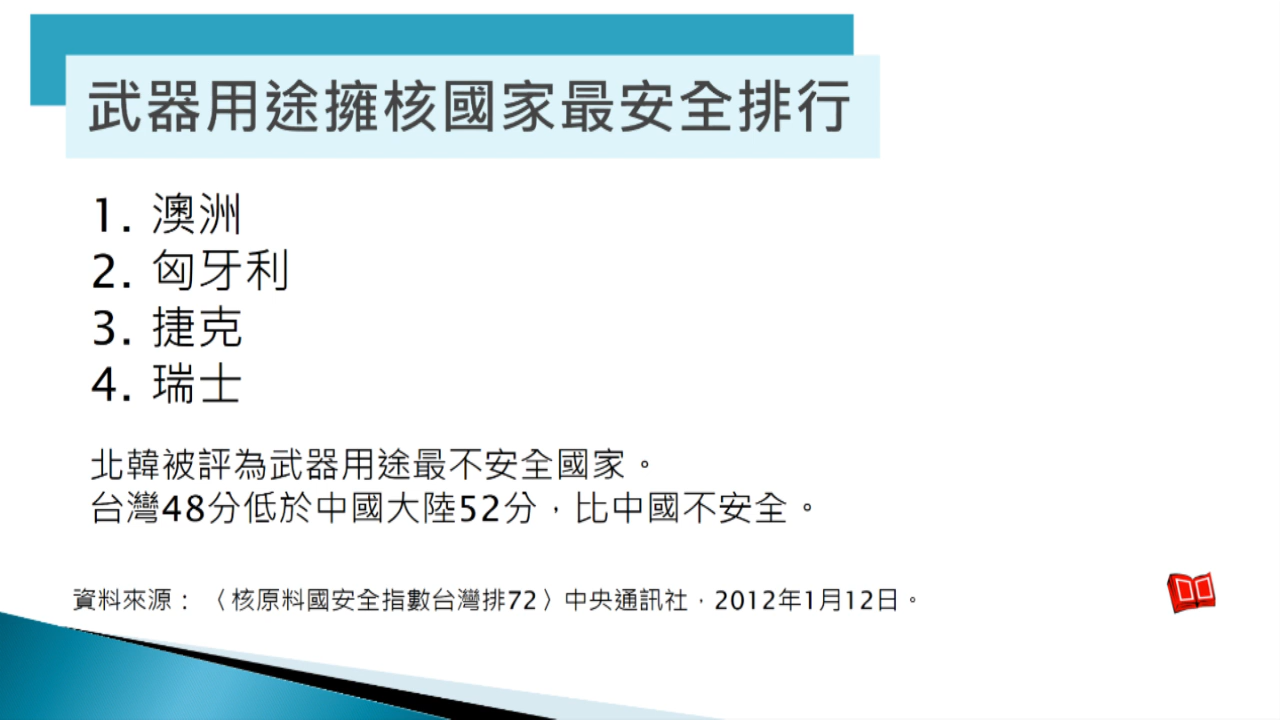 武器用途擁核國家最安全排行
1. 澳洲
2. 匈牙利
3. 捷克
4. 瑞士
北韓被評為武器用途最不安全國家。
台灣48分低於中國大陸52分，比中國不安全。
資料來源：〈核原料國安全指數台灣排72〉中央通訊社，2012年1月12日。